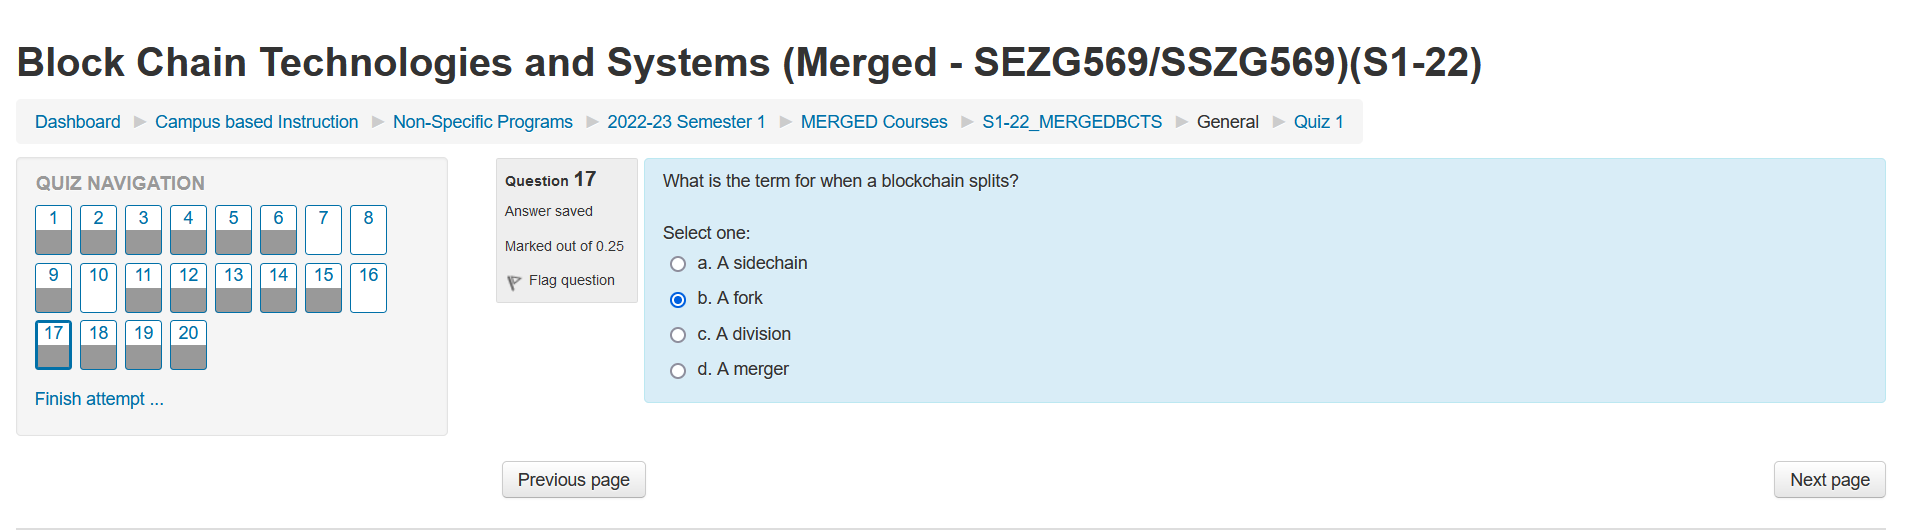 Block Chain Technologies and Systems (Merged - SEZG569/SSZG569)(S1-22)
Dashboard Campus based Instruction Non-Specific Programs 2022-23 Semester 1 MERGED Courses S1-22_MERGEDBCTS General Quiz 1
QUIZ NAVIGATION
1 2 3 4 5 6 7 8
9 10 11 12 13 14 15 16
17 18 19 20
Finish attempt ...
Question 17
Answer saved
Marked out of 0.25
Flag question
What is the term for when a blockchain splits?
Select one:
a. A sidechain
b. A fork
c. A division
d. A merger
Previous page
Next page